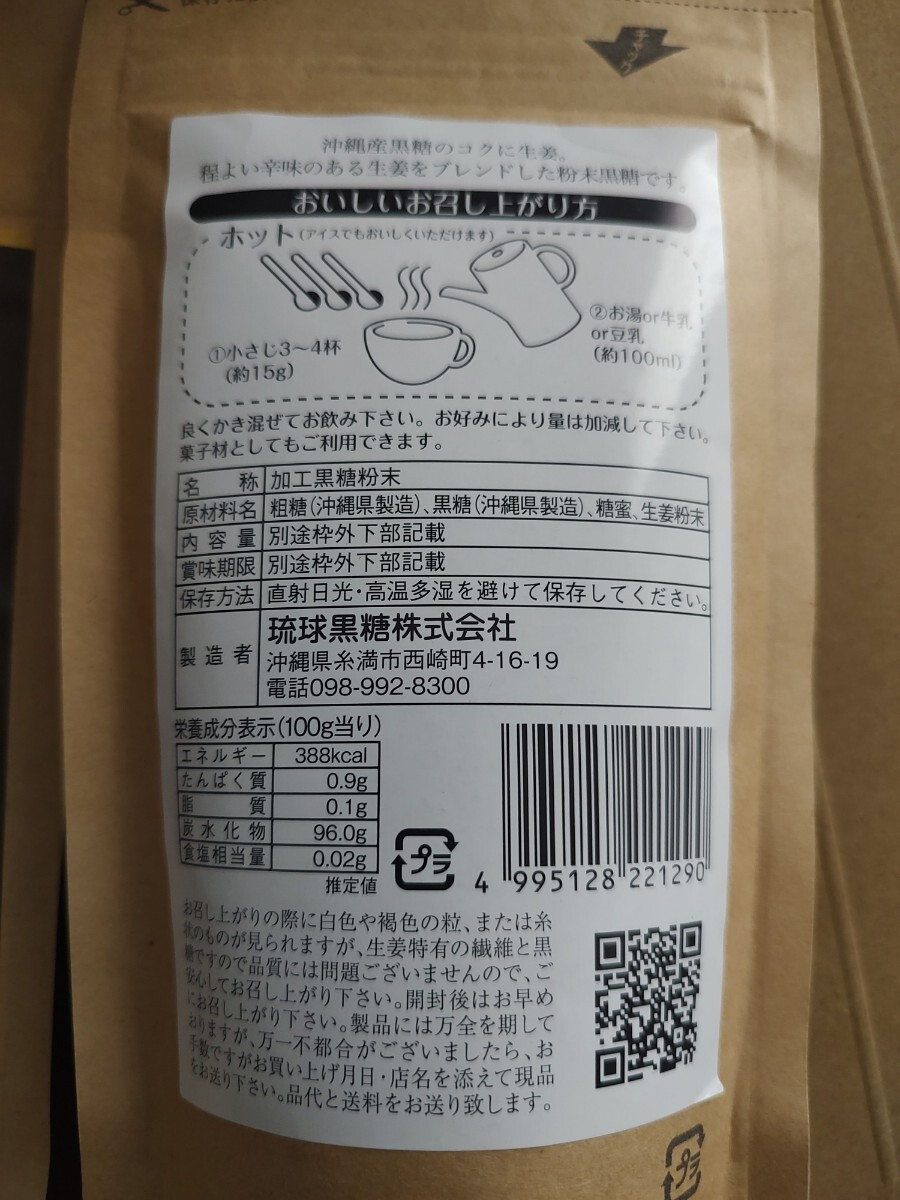 チャック
沖縄産黒糖のコクに生姜。
程よい辛味のある生姜をブレンドした粉末黒糖です。
おいしいお召し上がり方
ホット(アイスでもおいしくいただけます)
①小さじ3〜4杯
(約15g)
②お湯or牛乳
or豆乳
(約100ml)
良くかき混ぜてお飲み下さい。お好みにより量は加減して下さい。
菓子材としてもご利用できます。
名称 加工黒糖粉末
原材料名 粗糖(沖縄県製造)、黒糖(沖縄県製造)、糖蜜、生姜粉末
内容量 別途枠外下部記載
賞味期限 別途枠外下部記載
保存方法 直射日光・高温多湿を避けて保存してください。
製造者 琉球黒糖株式会社
沖縄県糸満市西崎町4-16-19
電話098-992-8300
栄養成分表示(100g当り)
エネルギー 388kcal
たんぱく質 0.9g
脂質 0.1g
炭水化物 96.0g
食塩相当量 0.02g
推定値
プラ
4 995128 221290
お召し上がりの際に白色や褐色の粒、または糸
状のものが見られますが、生姜特有の繊維と黒
糖ですので品質には問題ございませんので、ご
安心してお召し上がり下さい。開封後はお早め
にお召し上がり下さい。製品には万全を期して
おりますが、万一不都合がございましたら、お
手数ですがお買い上げ月日・店名を添えて現品
をお送り下さい。品代と送料をお送り致します。
プラ